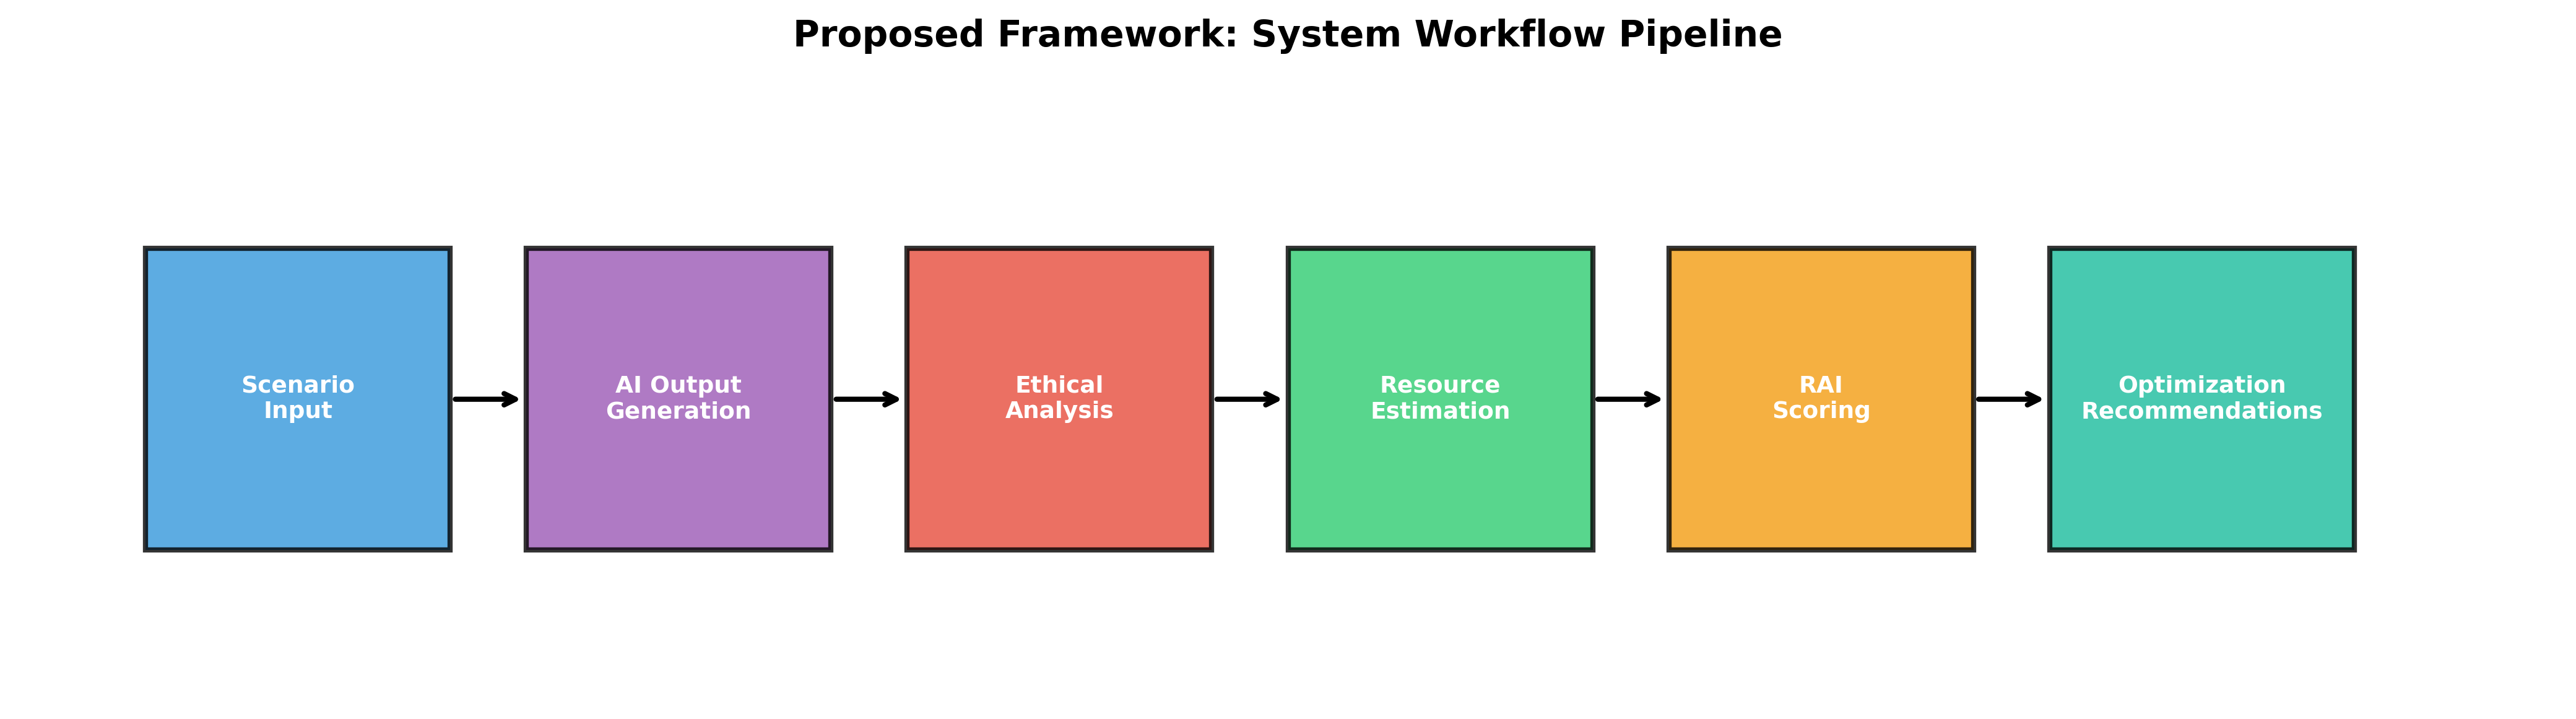 Proposed Framework: System Workflow Pipeline
Scenario
Input
AI Output
Generation
Ethical
Analysis
Resource
Estimation
RAI
Scoring
Optimization
Recommendations